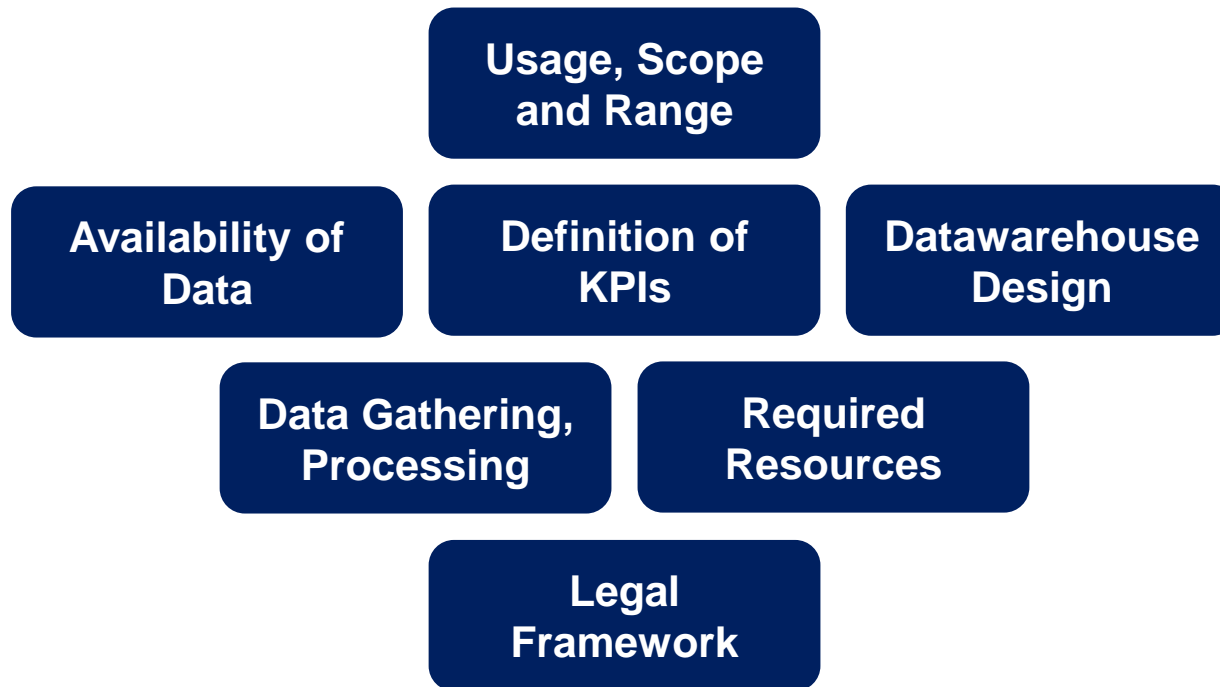 Usage, Scope
and Range
Availability of
Data
Definition of
KPIs
Datawarehouse
Design
Data Gathering,
Processing
Required
Resources
Legal
Framework